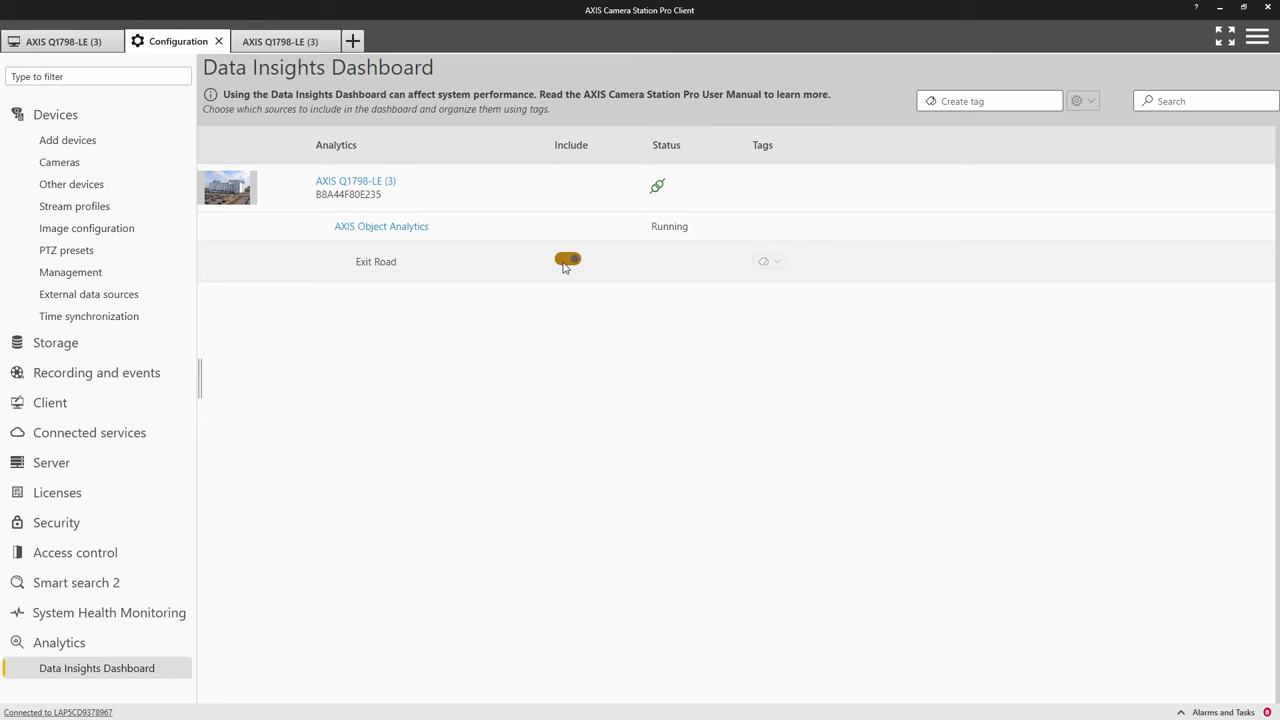 AXIS Camera Station Pro Client
AXIS Q1798-LE (3)
Configuration
AXIS Q1798-LE (3)
Type to filter
Devices
Add devices
Cameras
Other devices
Stream profiles
Image configuration
PTZ presets
Management
External data sources
Time synchronization
Storage
Recording and events
Client
Connected services
Server
Licenses
Security
Access control
Smart search 2
System Health Monitoring
Analytics
Data Insights Dashboard
Data Insights Dashboard
Using the Data Insights Dashboard can affect system performance. Read the AXIS Camera Station Pro User Manual to learn more.
Choose which sources to include in the dashboard and organize them using tags.
Create tag
Search
Analytics Include Status Tags
AXIS Q1798-LE (3)
B8A44F80E235
AXIS Object Analytics Running
Exit Road
Connected to LAP5CD9378967
Alarms and Tasks 8